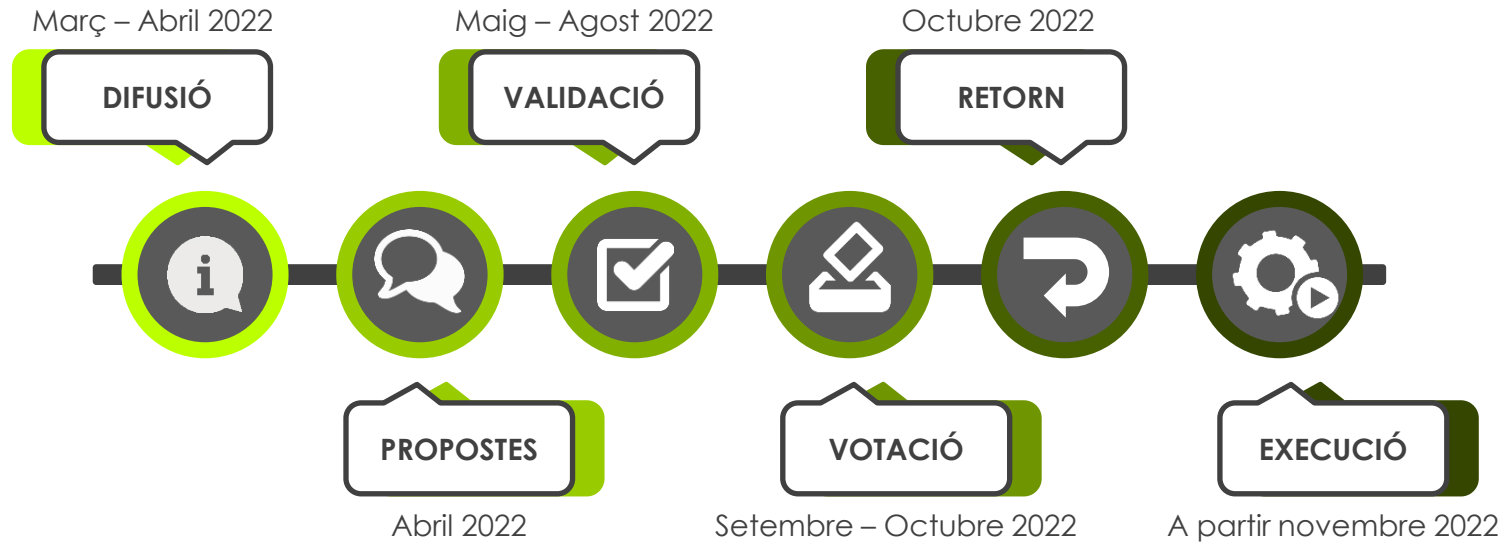 Març – Abril 2022
DIFUSIÓ
Maig – Agost 2022
VALIDACIÓ
Octubre 2022
RETORN
i
PROPOSTES
Abril 2022
VOTACIÓ
Setembre – Octubre 2022
EXECUCIÓ
A partir novembre 2022